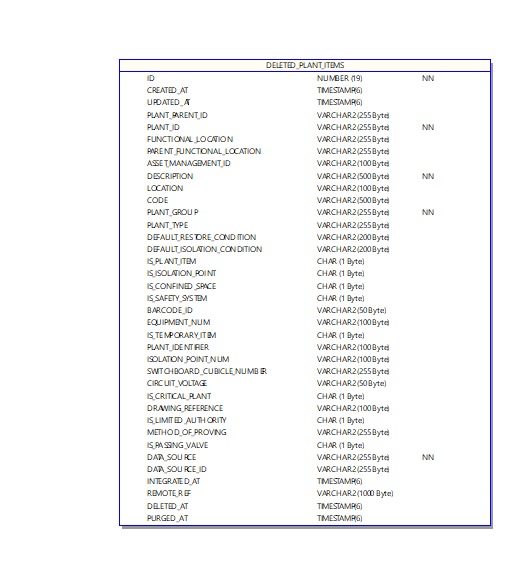 DELETED_PLANT_ITEMS
ID NUMBER (19) NN
CREATED_AT TIMESTAMP(6)
UPDATED_AT TIMESTAMP(6)
PLANT_PARENT_ID VARCHAR2 (255 Byte)
PLANT_ID VARCHAR2 (255 Byte) NN
FUNCTIONAL_LOCATION VARCHAR2 (255 Byte)
PARENT_FUNCTIONAL_LOCATION VARCHAR2 (255 Byte)
ASSET_MANAGEMENT_ID VARCHAR2 (100 Byte)
DESCRIPTION VARCHAR2 (500 Byte) NN
LOCATION VARCHAR2 (100 Byte)
CODE VARCHAR2 (500 Byte)
PLANT_GROUP VARCHAR2 (255 Byte) NN
PLANT_TYPE VARCHAR2 (255 Byte)
DEFAULT_RESTORE_CONDITION VARCHAR2 (200 Byte)
DEFAULT_ISOLATION_CONDITION VARCHAR2 (200 Byte)
IS_PLANT_ITEM CHAR (1 Byte)
IS_ISOLATION_POINT CHAR (1 Byte)
IS_CONFINED_SPACE CHAR (1 Byte)
IS_SAFETY_SYSTEM CHAR (1 Byte)
BARCODE_ID VARCHAR2 (50 Byte)
EQUIPMENT_NUM VARCHAR2 (100 Byte)
IS_TEMPORARY_ITEM CHAR (1 Byte)
PLANT_IDENTIFIER VARCHAR2 (100 Byte)
ISOLATION_POINT_NUM VARCHAR2 (100 Byte)
SWITCHBOARD_CUBICLE_NUMBER VARCHAR2 (255 Byte)
CIRCUIT_VOLTAGE VARCHAR2 (50 Byte)
IS_CRITICAL_PLANT CHAR (1 Byte)
DRAWING_REFERENCE VARCHAR2 (100 Byte)
IS_LIMITED_AUTHORITY CHAR (1 Byte)
METHOD_OF_PROVING VARCHAR2 (255 Byte)
IS_PASSING_VALVE CHAR (1 Byte)
DATA_SOURCE VARCHAR2 (255 Byte) NN
DATA_SOURCE_ID VARCHAR2 (255 Byte)
INTEGRATED_AT TIMESTAMP(6)
REMOTE_REF VARCHAR2 (1000 Byte)
DELETED_AT TIMESTAMP(6)
PURGED_AT TIMESTAMP(6)